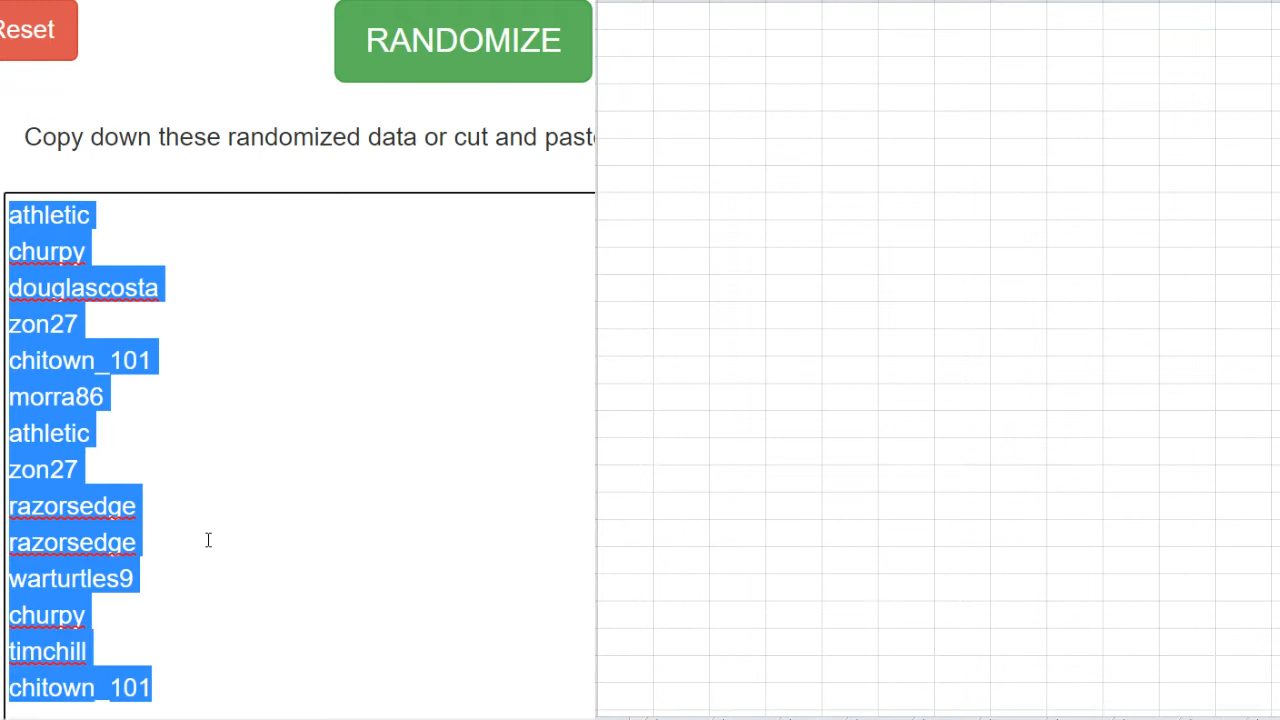 Reset
RANDOMIZE
Copy down these randomized data or cut and paste
athletic
churpy
douglascosta
zon27
chitown_101
morra86
athletic
zon27
razorsedge
razorsedge
warturtles9
churpy
timchill
chitown_101